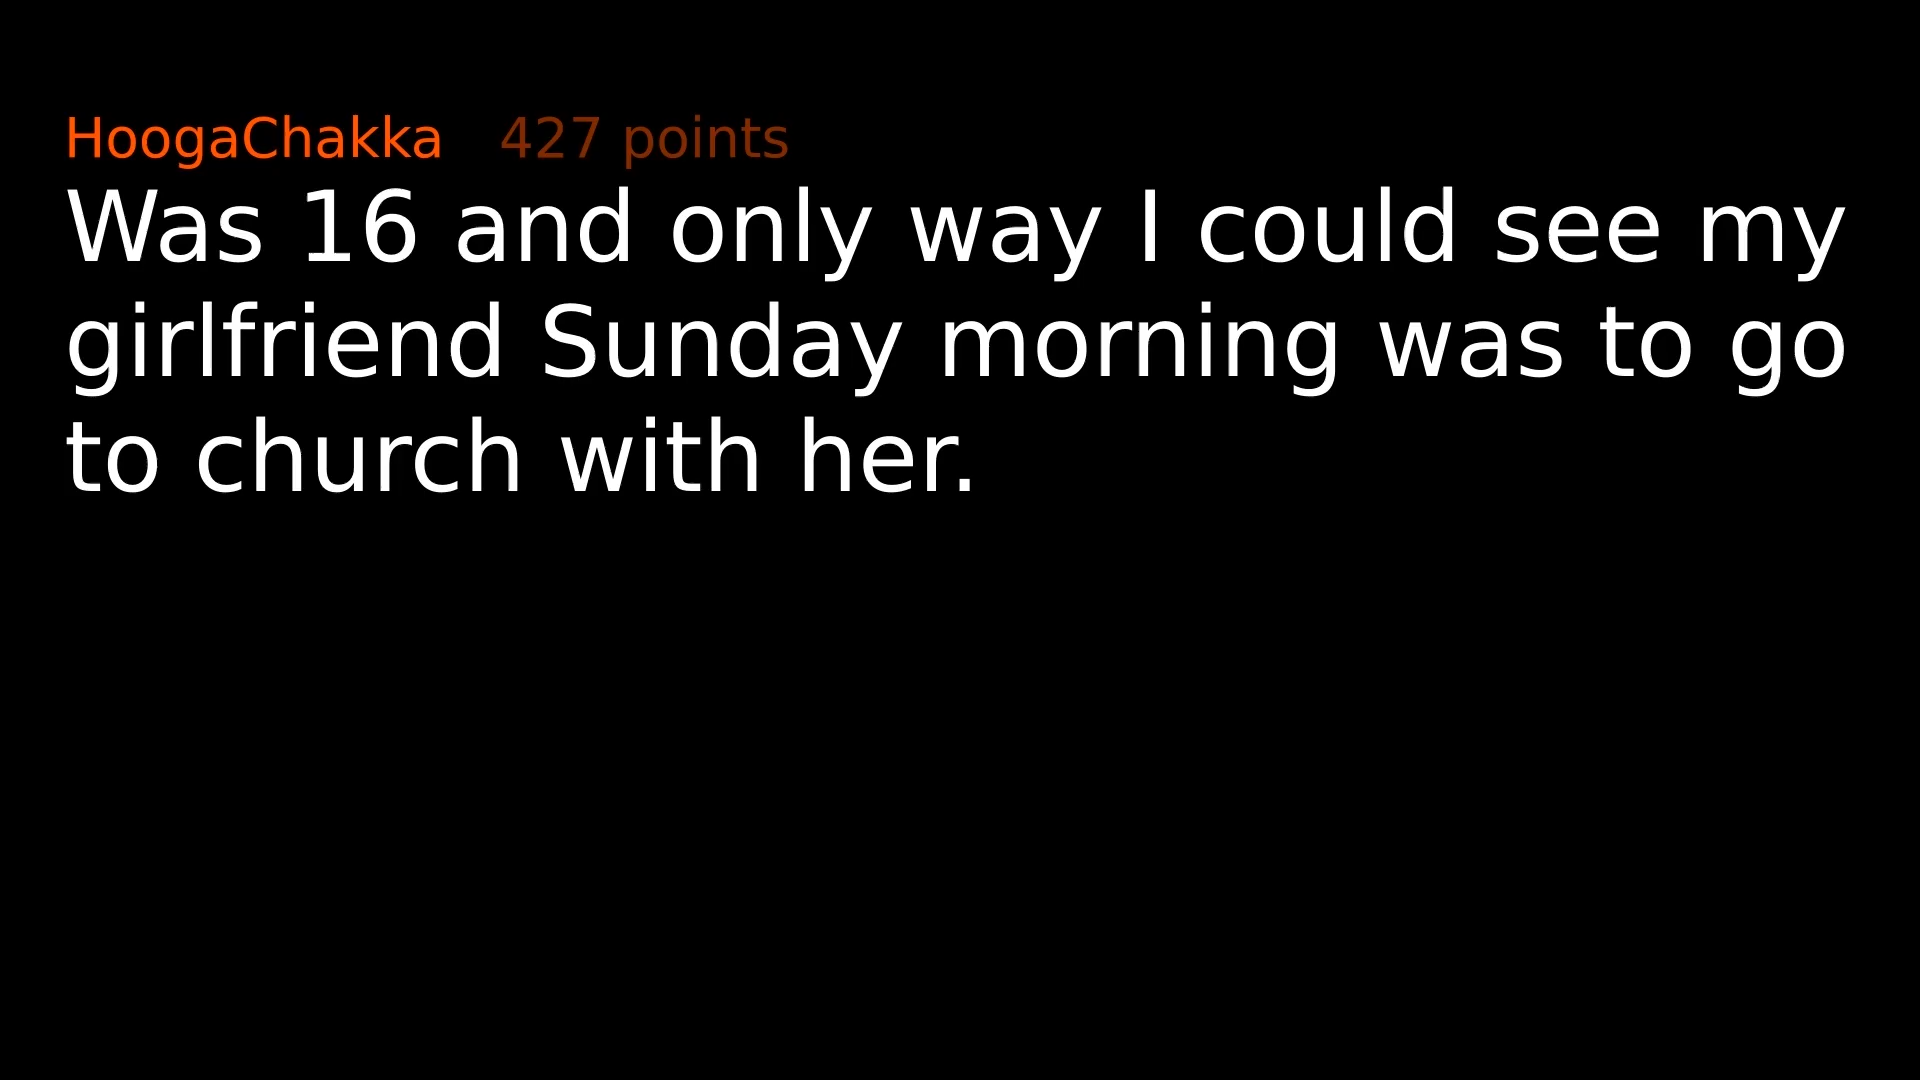 HoogaChakka 427 points
Was 16 and only way I could see my
girlfriend Sunday morning was to go
to church with her.